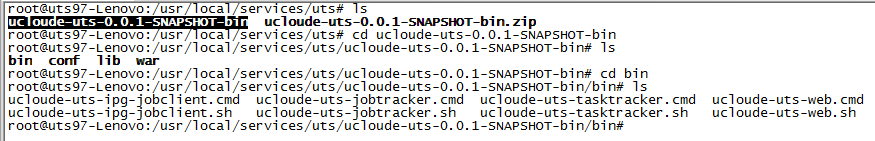 root@uts97-Lenovo:/usr/local/services/uts# ls
ucloude-uts-0.0.1-SNAPSHOT-bin  ucloude-uts-0.0.1-SNAPSHOT-bin.zip
root@uts97-Lenovo:/usr/local/services/uts# cd ucloude-uts-0.0.1-SNAPSHOT-bin
root@uts97-Lenovo:/usr/local/services/uts/ucloude-uts-0.0.1-SNAPSHOT-bin# ls
bin  conf  lib  war
root@uts97-Lenovo:/usr/local/services/uts/ucloude-uts-0.0.1-SNAPSHOT-bin# cd bin
root@uts97-Lenovo:/usr/local/services/uts/ucloude-uts-0.0.1-SNAPSHOT-bin/bin# ls
ucloude-uts-ipg-jobclient.cmd  ucloude-uts-jobtracker.cmd  ucloude-uts-tasktracker.cmd  ucloude-uts-web.cmd
ucloude-uts-ipg-jobclient.sh  ucloude-uts-jobtracker.sh  ucloude-uts-tasktracker.sh  ucloude-uts-web.sh
root@uts97-Lenovo:/usr/local/services/uts/ucloude-uts-0.0.1-SNAPSHOT-bin/bin#